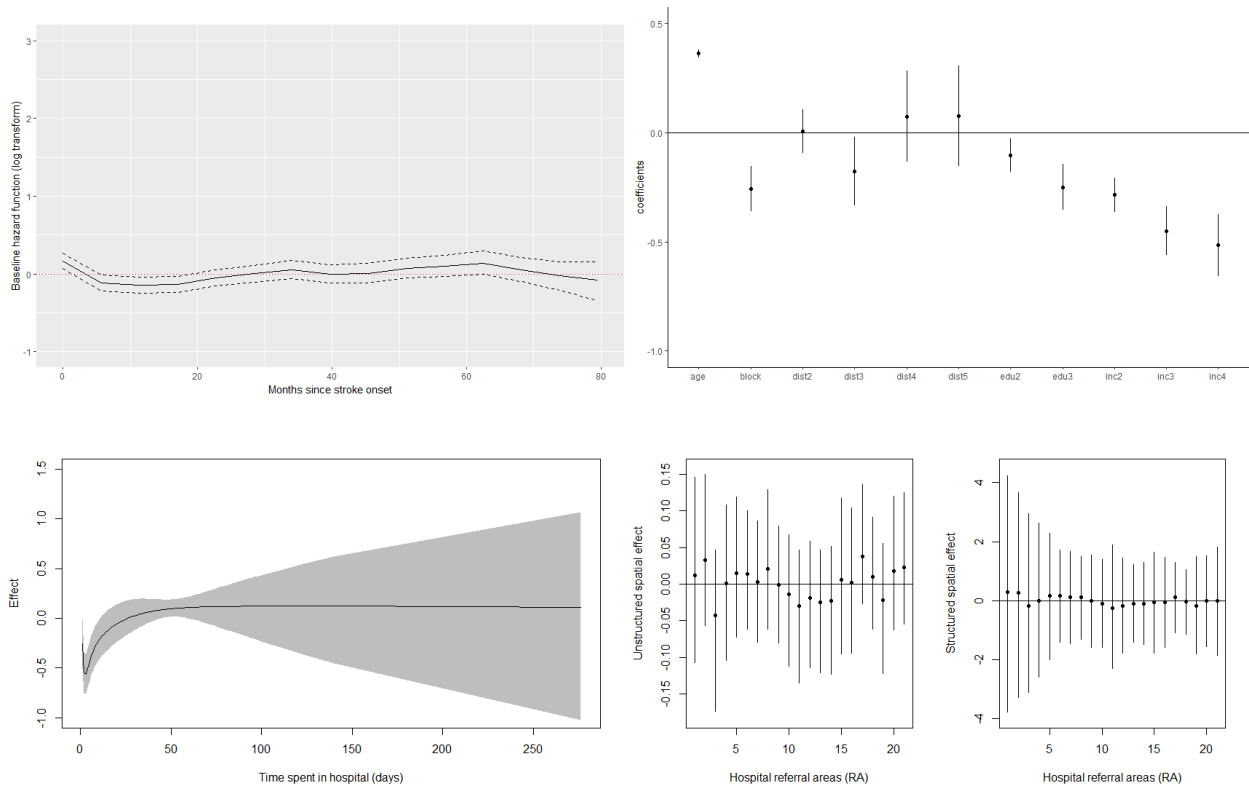 Baseline hazard function (log transform)
3
2
1
0
-1
0
20
40
60
80
Months since stroke onset
coefficients
0.5
0.0
-0.5
-1.0
age
block
dist2
dist3
dist4
dist5
edu2
edu3
inc2
inc3
inc4
Effect
1.5
1.0
0.5
0.0
-0.5
-1.0
0
50
100
150
200
250
Time spent in hospital (days)
Unstructured spatial effect
0.15
0.10
0.05
0.00
-0.05
-0.10
-0.15
5
10
15
20
Hospital referral areas (RA)
Structured spatial effect
4
2
0
-2
-4
5
10
15
20
Hospital referral areas (RA)